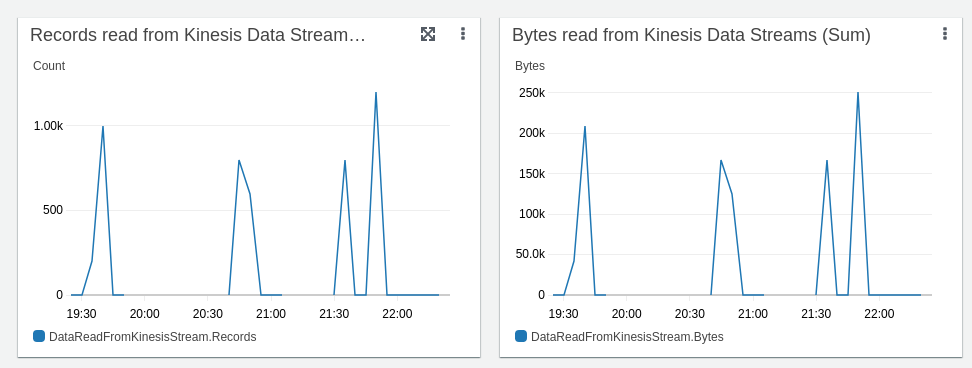 Records read from Kinesis Data Stream…
Count
1.00k
500
0
19:30 20:00 20:30 21:00 21:30 22:00
DataReadFromKinesisStream.Records
Bytes read from Kinesis Data Streams (Sum)
Bytes
250k
200k
150k
100k
50.0k
0
19:30 20:00 20:30 21:00 21:30 22:00
DataReadFromKinesisStream.Bytes